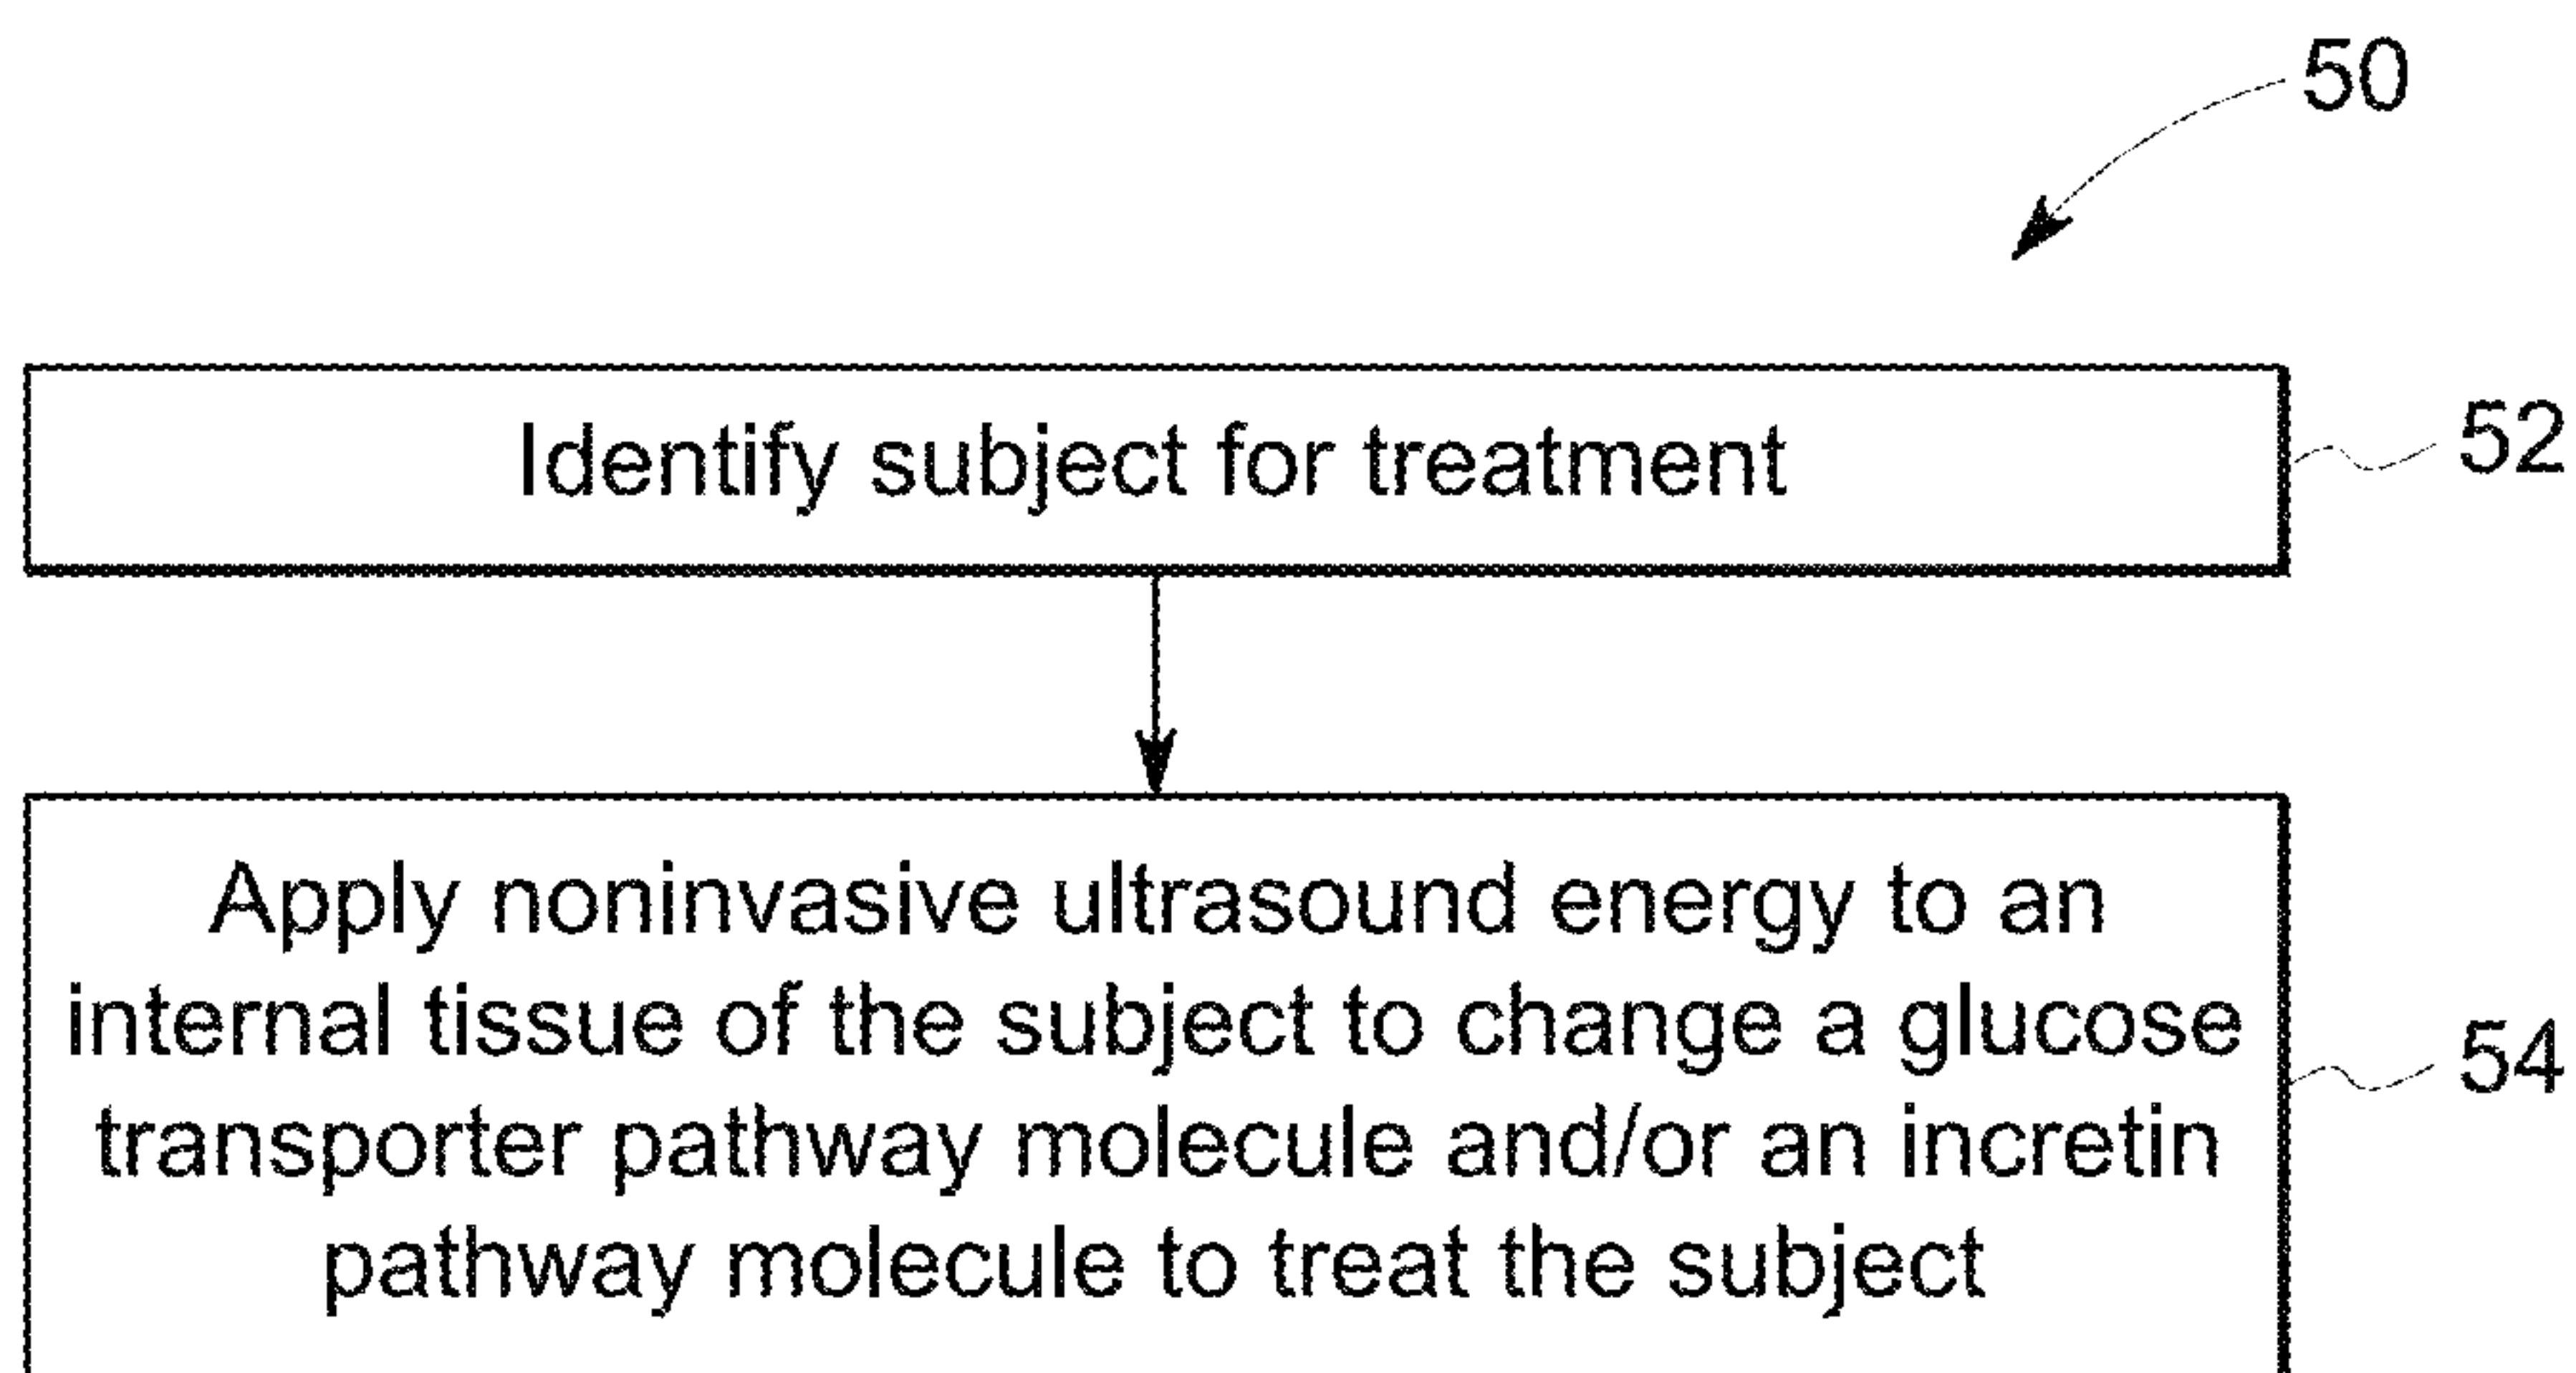 50
Identify subject for treatment
52
Apply noninvasive ultrasound energy to an
internal tissue of the subject to change a glucose
transporter pathway molecule and/or an incretin
pathway molecule to treat the subject
54